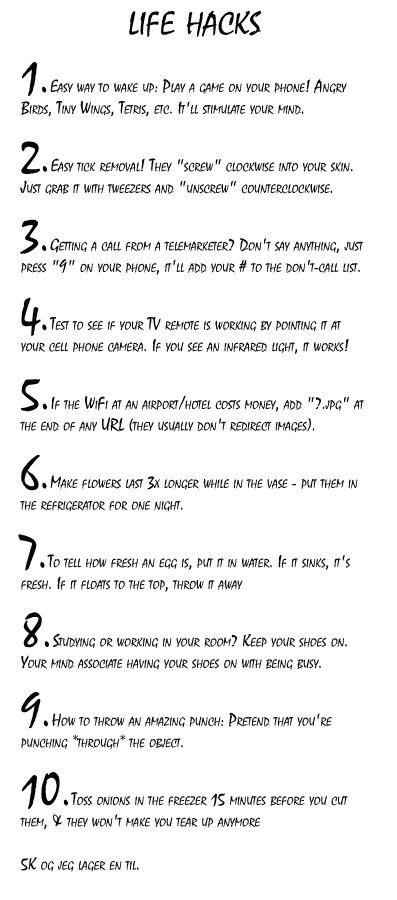 LIFE HACKS
1. EASY WAY TO WAKE UP: PLAY A GAME ON YOUR PHONE! ANGRY
BIRDS, TINY WINGS, TETRIS, ETC. IT'LL STIMULATE YOUR MIND.
2. EASY TICK REMOVAL! THEY "SCREW" CLOCKWISE INTO YOUR SKIN.
JUST GRAB IT WITH TWEEZERS AND "UNSCREW" COUNTERCLOCKWISE.
3. GETTING A CALL FROM A TELEMARKETER? DON'T SAY ANYTHING, JUST
PRESS "9" ON YOUR PHONE, IT'LL ADD YOUR # TO THE DON'T-CALL LIST.
4. TEST TO SEE IF YOUR TV REMOTE IS WORKING BY POINTING IT AT
YOUR CELL PHONE CAMERA. IF YOU SEE AN INFRARED LIGHT, IT WORKS!
5. IF THE WIFI AT AN AIRPORT/HOTEL COSTS MONEY, ADD "?.JPG" AT
THE END OF ANY URL (THEY USUALLY DON'T REDIRECT IMAGES).
6. MAKE FLOWERS LAST 3X LONGER WHILE IN THE VASE - PUT THEM IN
THE REFRIGERATOR FOR ONE NIGHT.
7. TO TELL HOW FRESH AN EGG IS, PUT IT IN WATER. IF IT SINKS, IT'S
FRESH. IF IT FLOATS TO THE TOP, THROW IT AWAY
8. STUDYING OR WORKING IN YOUR ROOM? KEEP YOUR SHOES ON.
YOUR MIND ASSOCIATE HAVING YOUR SHOES ON WITH BEING BUSY.
9. HOW TO THROW AN AMAZING PUNCH: PRETEND THAT YOU'RE
PUNCHING *THROUGH* THE OBJECT.
10. TOSS ONIONS IN THE FREEZER 15 MINUTES BEFORE YOU CUT
THEM, & THEY WON'T MAKE YOU TEAR UP ANYMORE
5K OG JEG LAGER EN TIL.